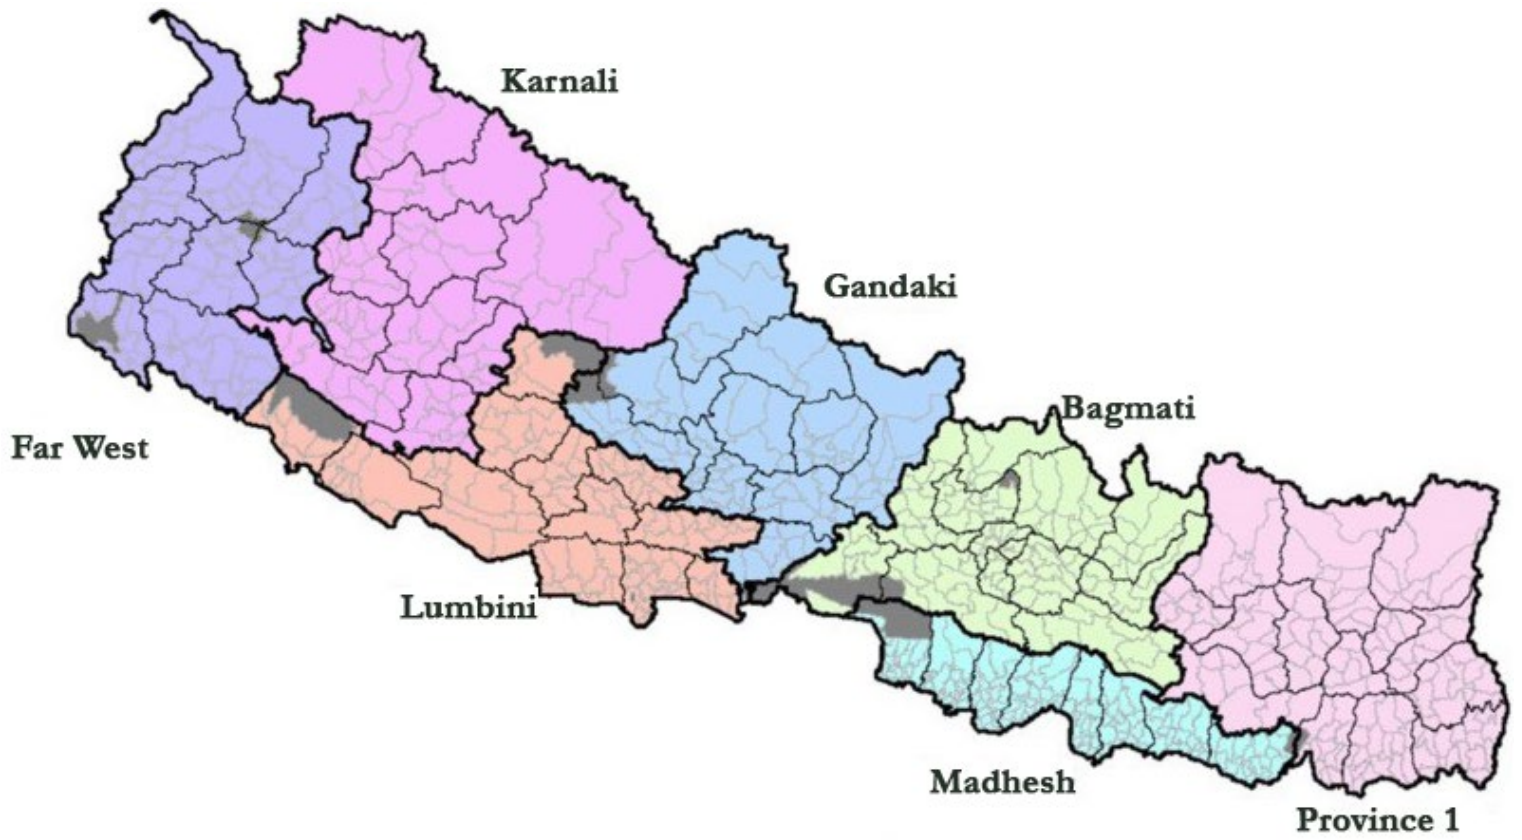 Karnali
Gandaki
Bagmati
Far West
Lumbini
Madhesh
Province 1